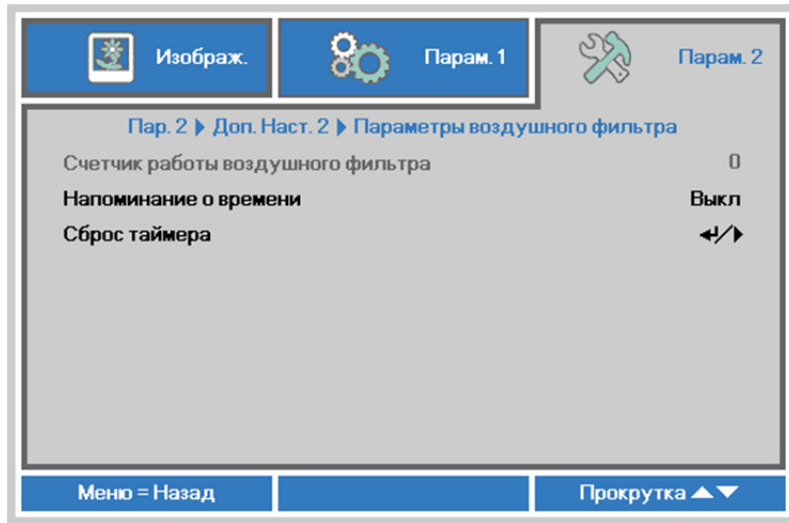 Изображ. Парам. 1 Парам. 2
Пар. 2 ▶ Доп. Наст. 2 ▶ Параметры воздушного фильтра
Счетчик работы воздушного фильтра 0
Напоминание о времени Выкл
Сброс таймера ↵/▶
Меню = Назад Прокрутка ▲▼